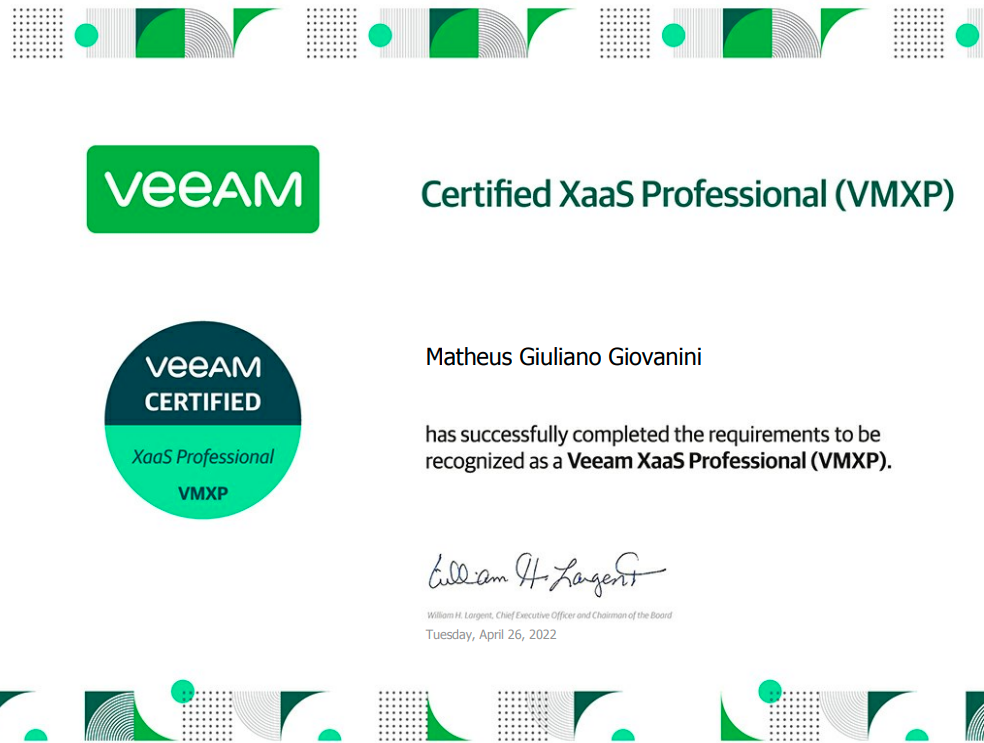 veeAM
Certified XaaS Professional (VMXP)
veeAM
CERTIFIED
XaaS Professional
VMXP
Matheus Giuliano Giovanini
has successfully completed the requirements to be
recognized as a Veeam XaaS Professional (VMXP).
William H. Largent
William H. Largent, Chief Executive Officer and Chairman of the Board
Tuesday, April 26, 2022